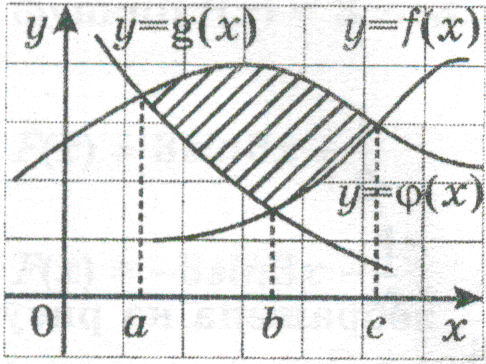 y y=g(x) y=f(x)
y=φ(x)
0 a b c x